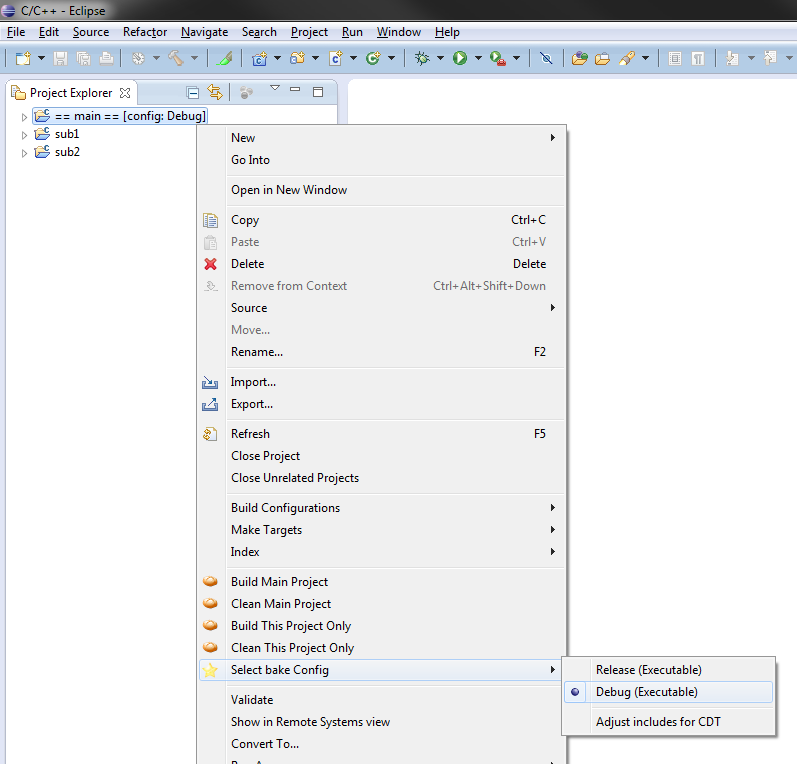 C/C++ - Eclipse
File Edit Source Refactor Navigate Search Project Run Window Help
Project Explorer
== main == [config: Debug]
sub1
sub2
New
Go Into
Open in New Window
Copy Ctrl+C
Paste Ctrl+V
Delete Delete
Remove from Context Ctrl+Alt+Shift+Down
Source
Move...
Rename... F2
Import...
Export...
Refresh F5
Close Project
Close Unrelated Projects
Build Configurations
Make Targets
Index
Build Main Project
Clean Main Project
Build This Project Only
Clean This Project Only
Select bake Config
Release (Executable)
Debug (Executable)
Adjust includes for CDT
Validate
Show in Remote Systems view
Convert To...